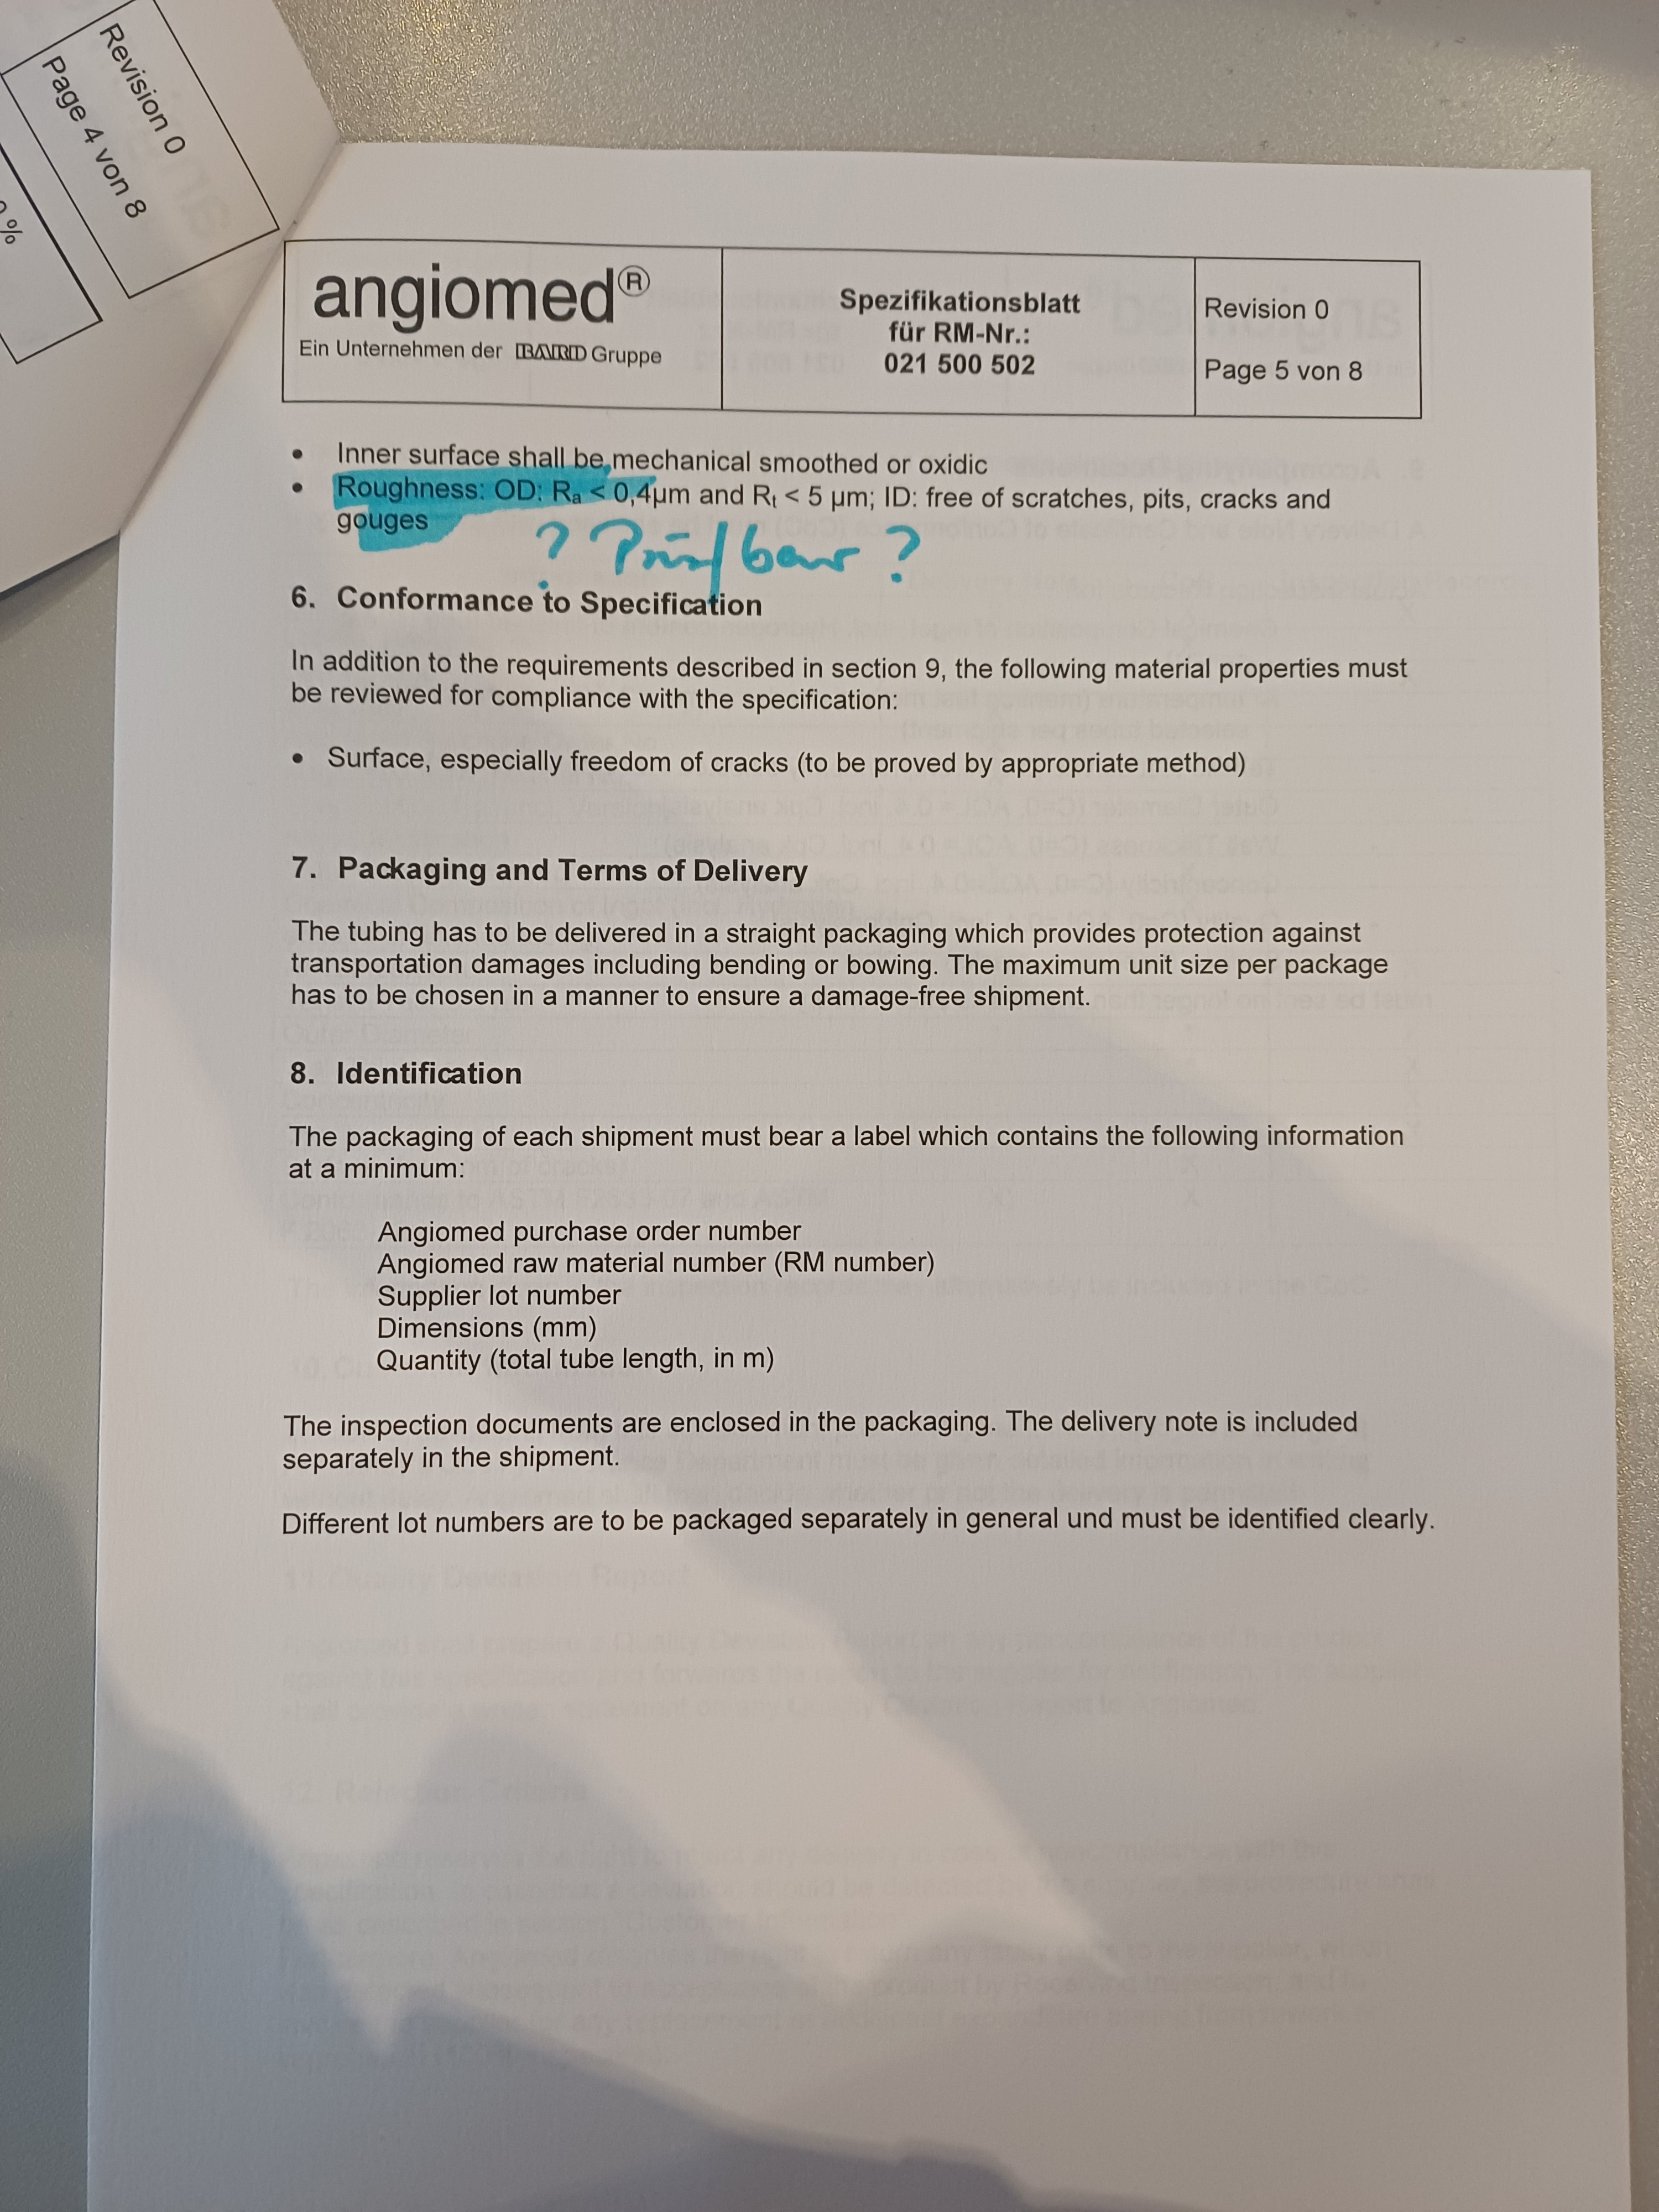 Revision 0
Page 4 von 8
%
angiomed®
Ein Unternehmen der BARD Gruppe
Spezifikationsblatt
für RM-Nr.:
021 500 502
Revision 0
Page 5 von 8
• Inner surface shall be mechanical smoothed or oxidic
• Roughness: OD: Ra < 0,4µm and Rt < 5 µm; ID: free of scratches, pits, cracks and
gouges
? Prüfbar ?
6. Conformance to Specification
In addition to the requirements described in section 9, the following material properties must
be reviewed for compliance with the specification:
• Surface, especially freedom of cracks (to be proved by appropriate method)
7. Packaging and Terms of Delivery
The tubing has to be delivered in a straight packaging which provides protection against
transportation damages including bending or bowing. The maximum unit size per package
has to be chosen in a manner to ensure a damage-free shipment.
8. Identification
The packaging of each shipment must bear a label which contains the following information
at a minimum:
Angiomed purchase order number
Angiomed raw material number (RM number)
Supplier lot number
Dimensions (mm)
Quantity (total tube length, in m)
The inspection documents are enclosed in the packaging. The delivery note is included
separately in the shipment.
Different lot numbers are to be packaged separately in general und must be identified clearly.